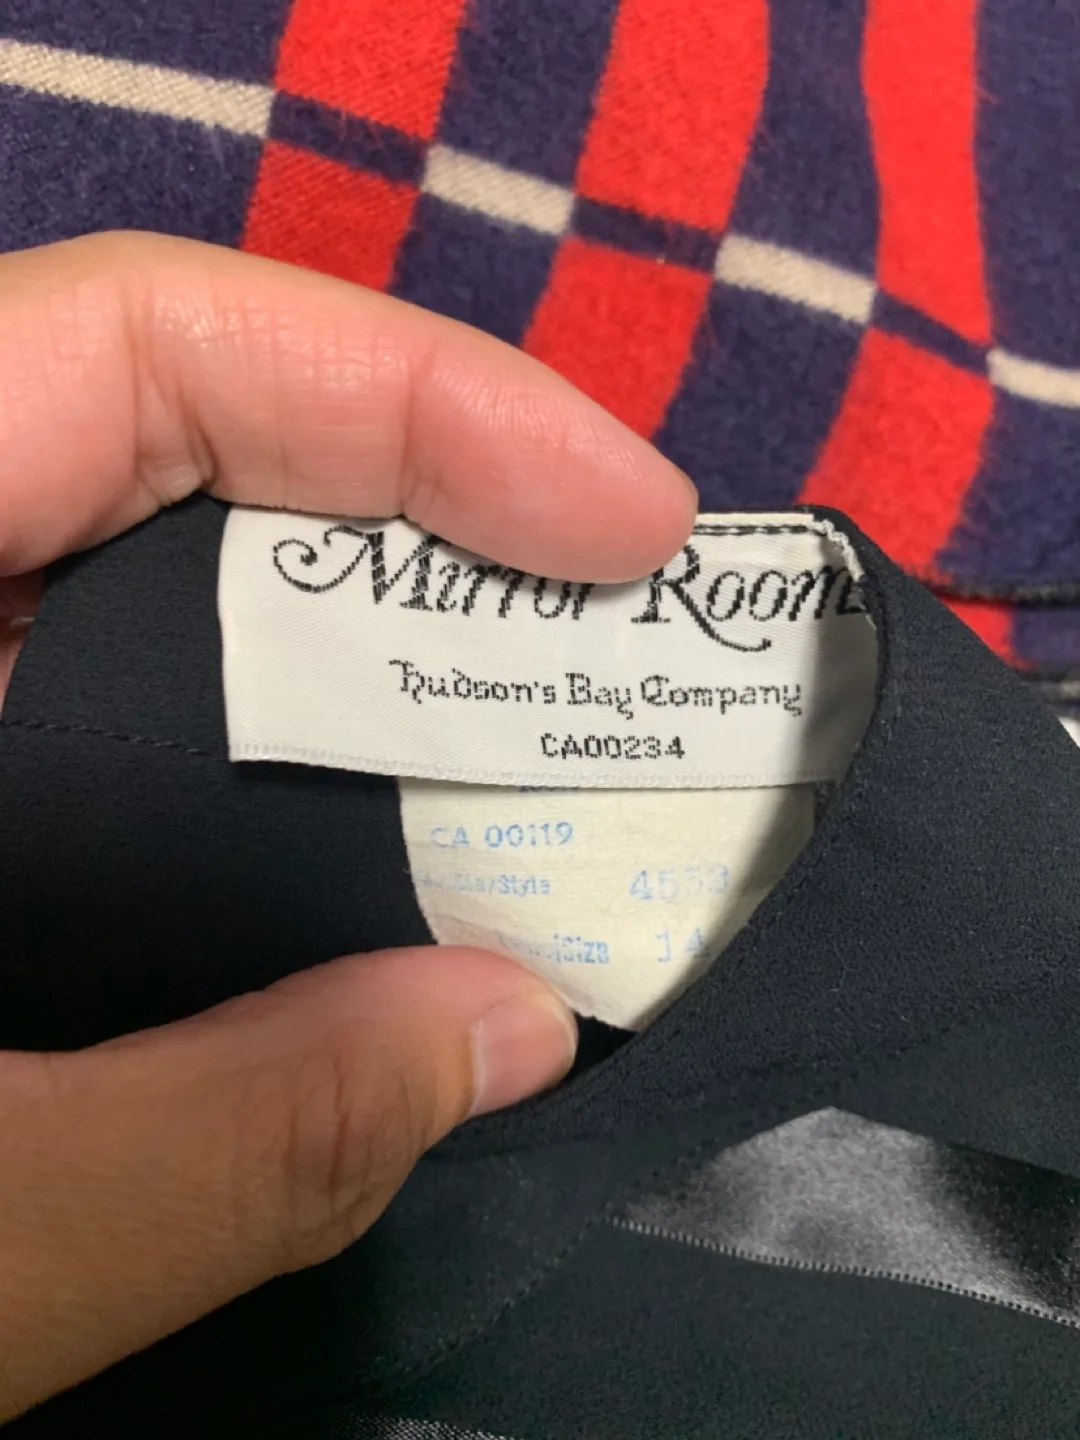 Mirror Room
Hudson's Bay Company
CA00234
CA 00119
/Style 4553
/Size 14